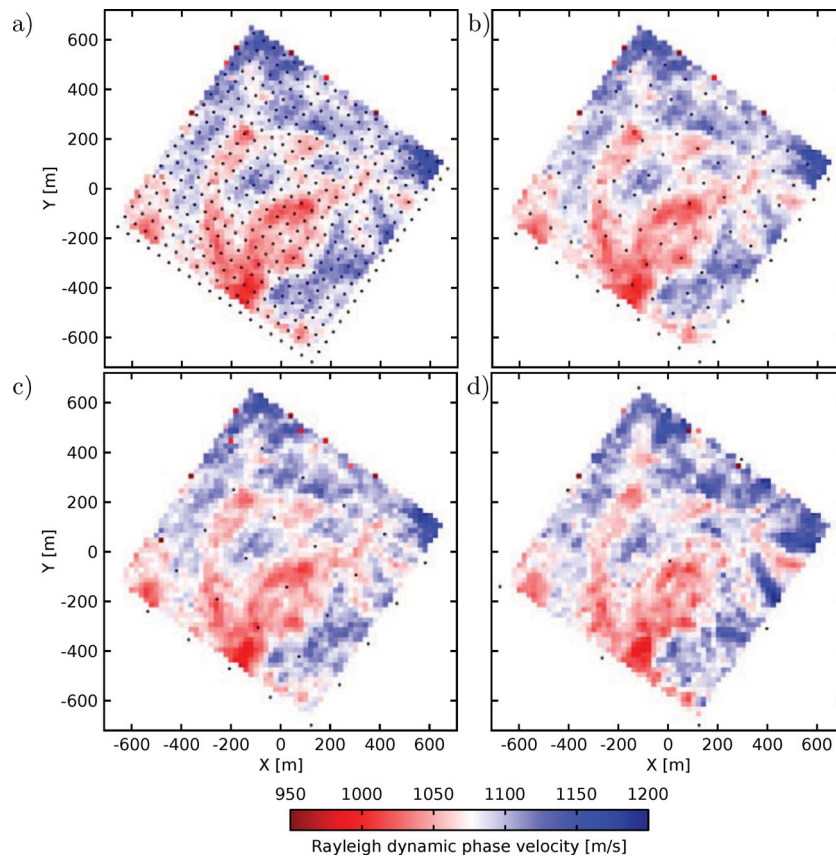 a)
b)
600
400
200
0
-200
-400
-600
Y [m]
c)
d)
600
400
200
0
-200
-400
-600
Y [m]
-600 -400 -200 0 200 400 600
-600 -400 -200 0 200 400 600
X [m]
X [m]
950 1000 1050 1100 1150 1200
Rayleigh dynamic phase velocity [m/s]